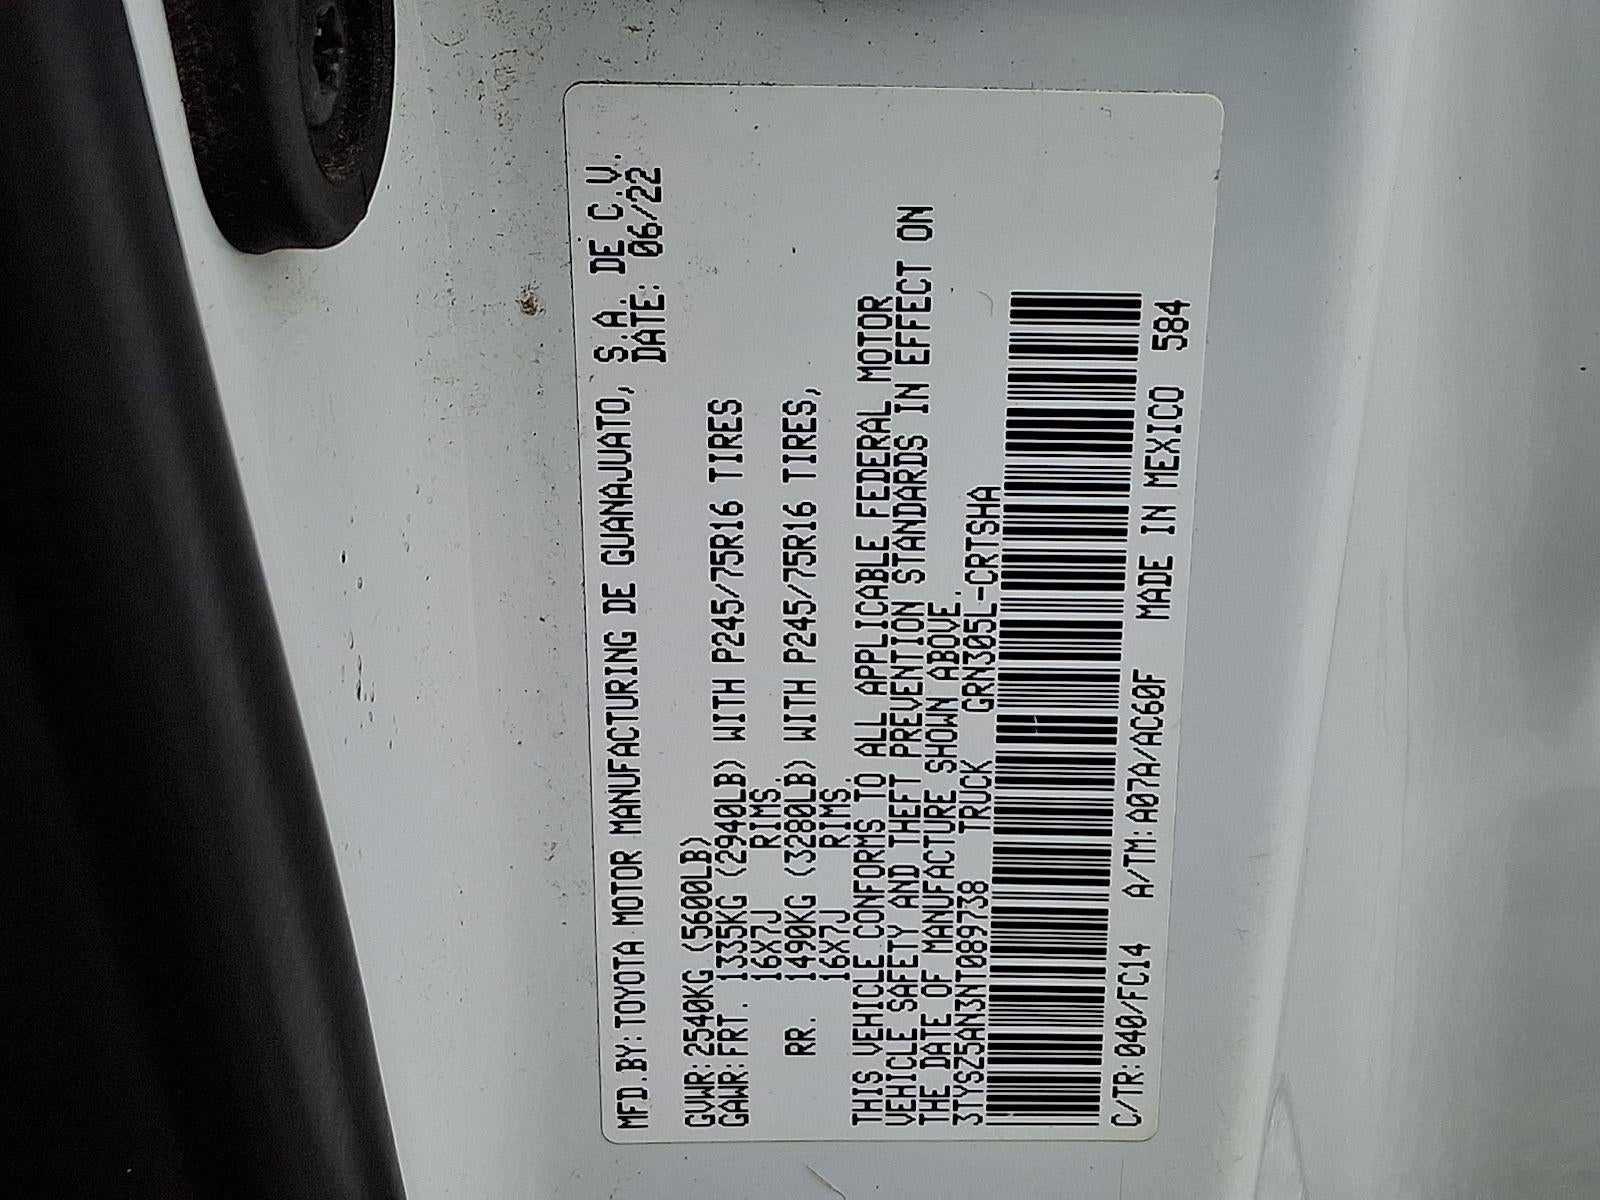 MFD.BY:TOYOTA MOTOR MANUFACTURING DE GUANAJUATO, S.A. DE C.V.
DATE: 06/22
GVWR:2540KG (5600LB)
GAWR:FRT. 1335KG (2940LB) WITH P245/75R16 TIRES
16X7J RIMS.
RR. 1490KG (3280LB) WITH P245/75R16 TIRES,
16X7J RIMS.
THIS VEHICLE CONFORMS TO ALL APPLICABLE FEDERAL MOTOR
VEHICLE SAFETY AND THEFT PREVENTION STANDARDS IN EFFECT ON
THE DATE OF MANUFACTURE SHOWN ABOVE.
3TYSZ5AN3NT089738 TRUCK GRN305L-CRTSHA
C/TR:040/FC14 A/TM:A07A/AC60F MADE IN MEXICO 584